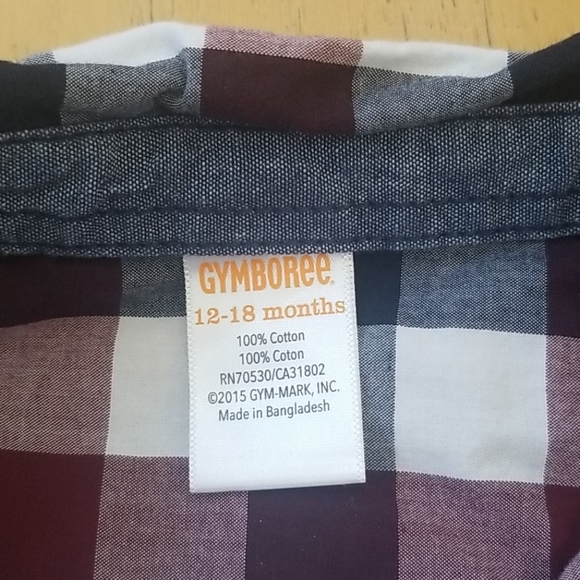 GYMBOREE
12-18 months
100% Cotton
100% Coton
RN70530/CA31802
©2015 GYM-MARK, INC.
Made in Bangladesh